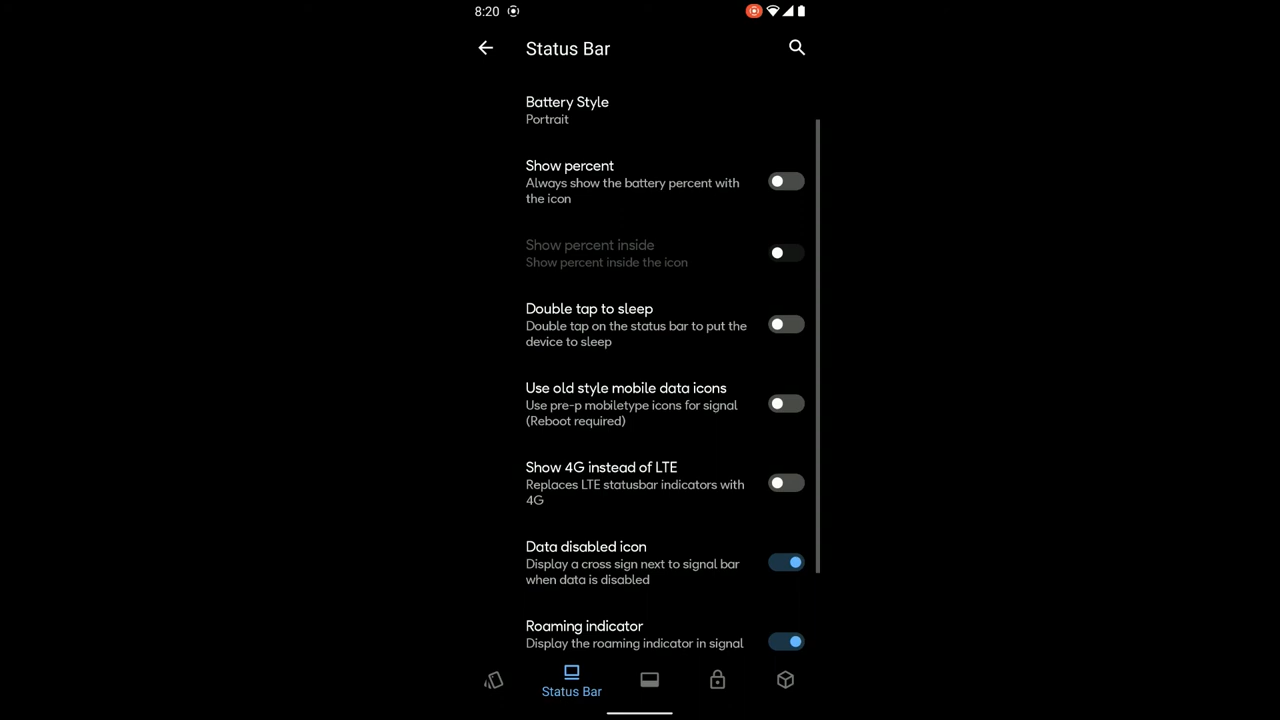 8:20
Status Bar
Battery Style
Portrait
Show percent
Always show the battery percent with
the icon
Show percent inside
Show percent inside the icon
Double tap to sleep
Double tap on the status bar to put the
device to sleep
Use old style mobile data icons
Use pre-p mobiletype icons for signal
(Reboot required)
Show 4G instead of LTE
Replaces LTE statusbar indicators with
4G
Data disabled icon
Display a cross sign next to signal bar
when data is disabled
Roaming indicator
Display the roaming indicator in signal
Status Bar